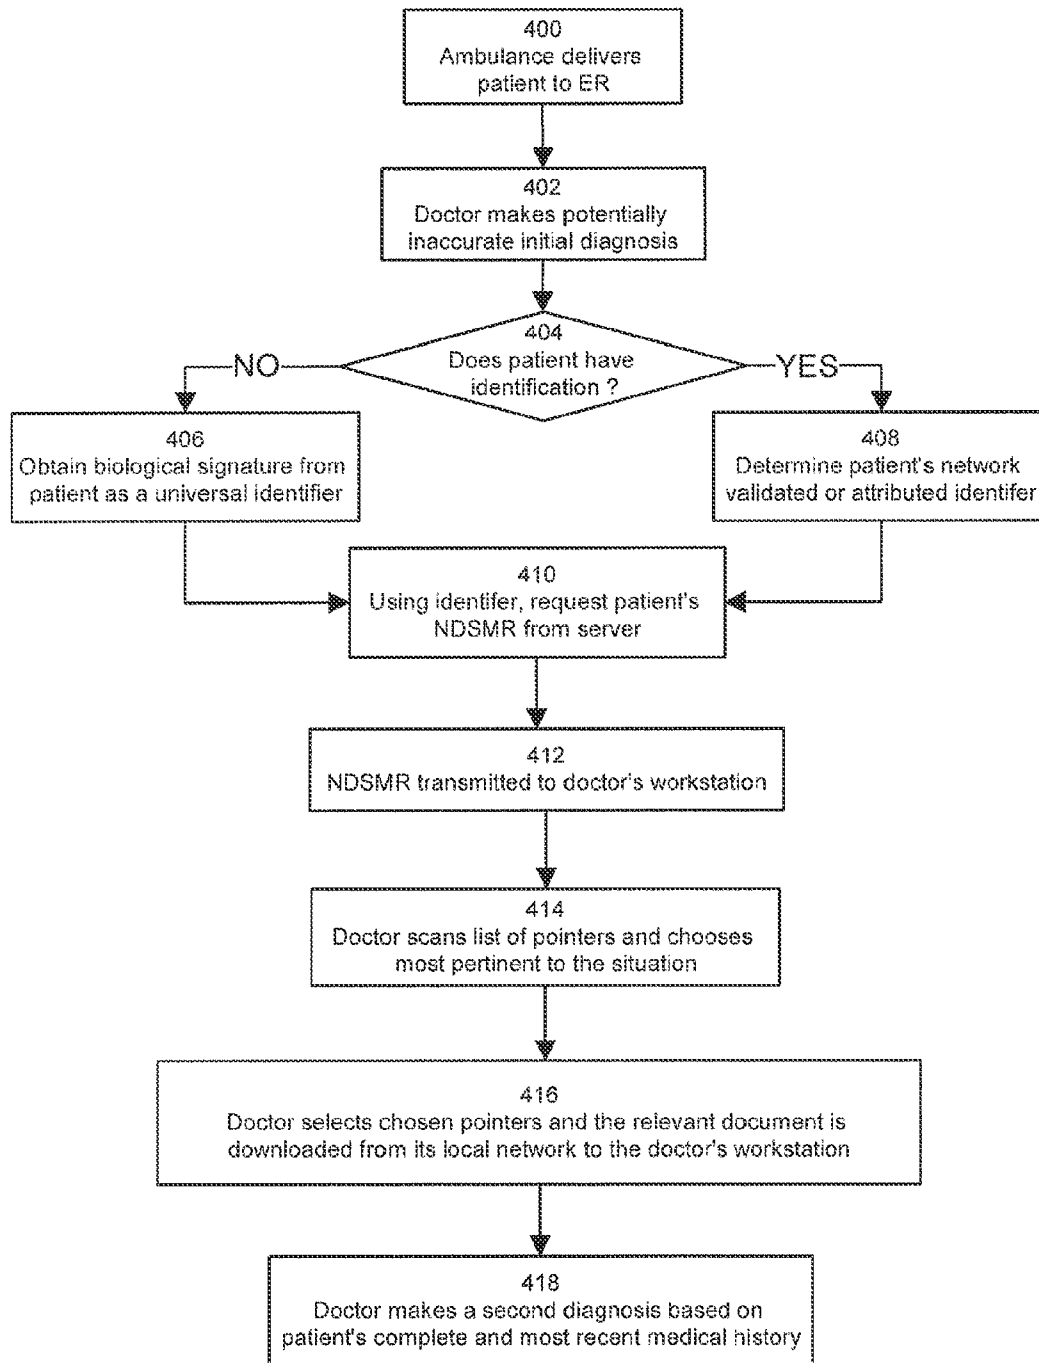 400
Ambulance delivers
patient to ER
402
Doctor makes potentially
inaccurate initial diagnosis
404
Does patient have
identification ?
NO
YES
406
Obtain biological signature from
patient as a universal identifier
408
Determine patient's network
validated or attributed identifer
410
Using identifer, request patient's
NDSMR from server
412
NDSMR transmitted to doctor's workstation
414
Doctor scans list of pointers and chooses
most pertinent to the situation
416
Doctor selects chosen pointers and the relevant document is
downloaded from its local network to the doctor's workstation
418
Doctor makes a second diagnosis based on
patient's complete and most recent medical history